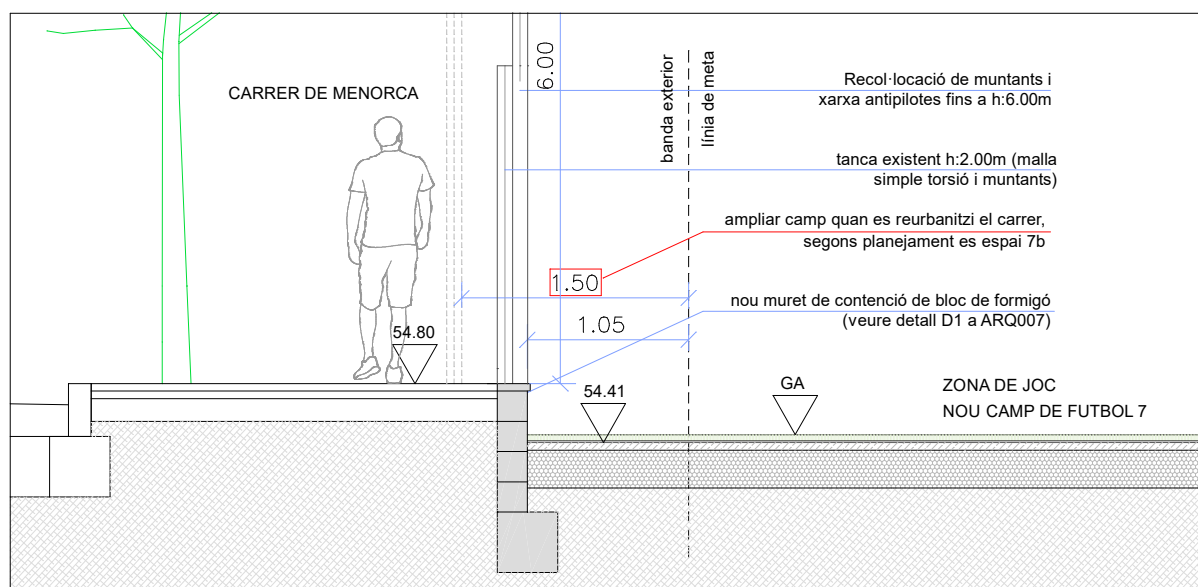 6.00
CARRER DE MENORCA
banda exterior
línia de meta
Recol·locació de muntants i
xarxa antipilotes fins a h:6.00m
tanca existent h:2.00m (malla
simple torsió i muntants)
ampliar camp quan es reurbanitzi el carrer,
segons planejament es espai 7b
1.50
nou muret de contenció de bloc de formigó
(veure detall D1 a ARQ007)
1.05
54.80
54.41
GA
ZONA DE JOC
NOU CAMP DE FUTBOL 7